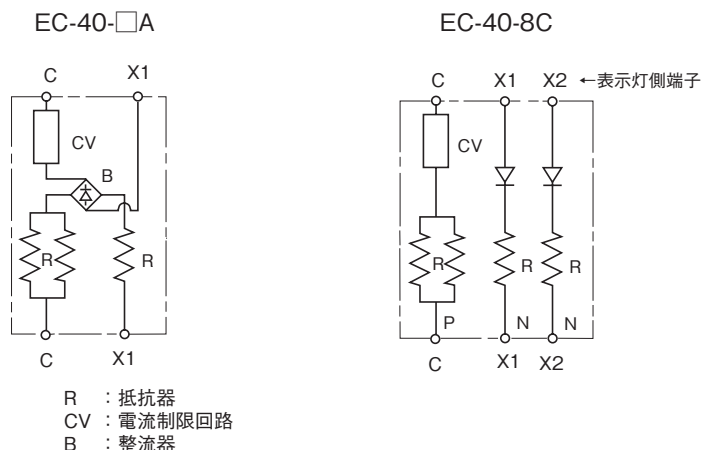 EC-40-□A
EC-40-8C
C X1
C X1 X2 ←表示灯側端子
CV
B
R
R
C X1
CV
R
R
R
P
N
N
C X1 X2
R ：抵抗器
CV ：電流制限回路
B ：整流器